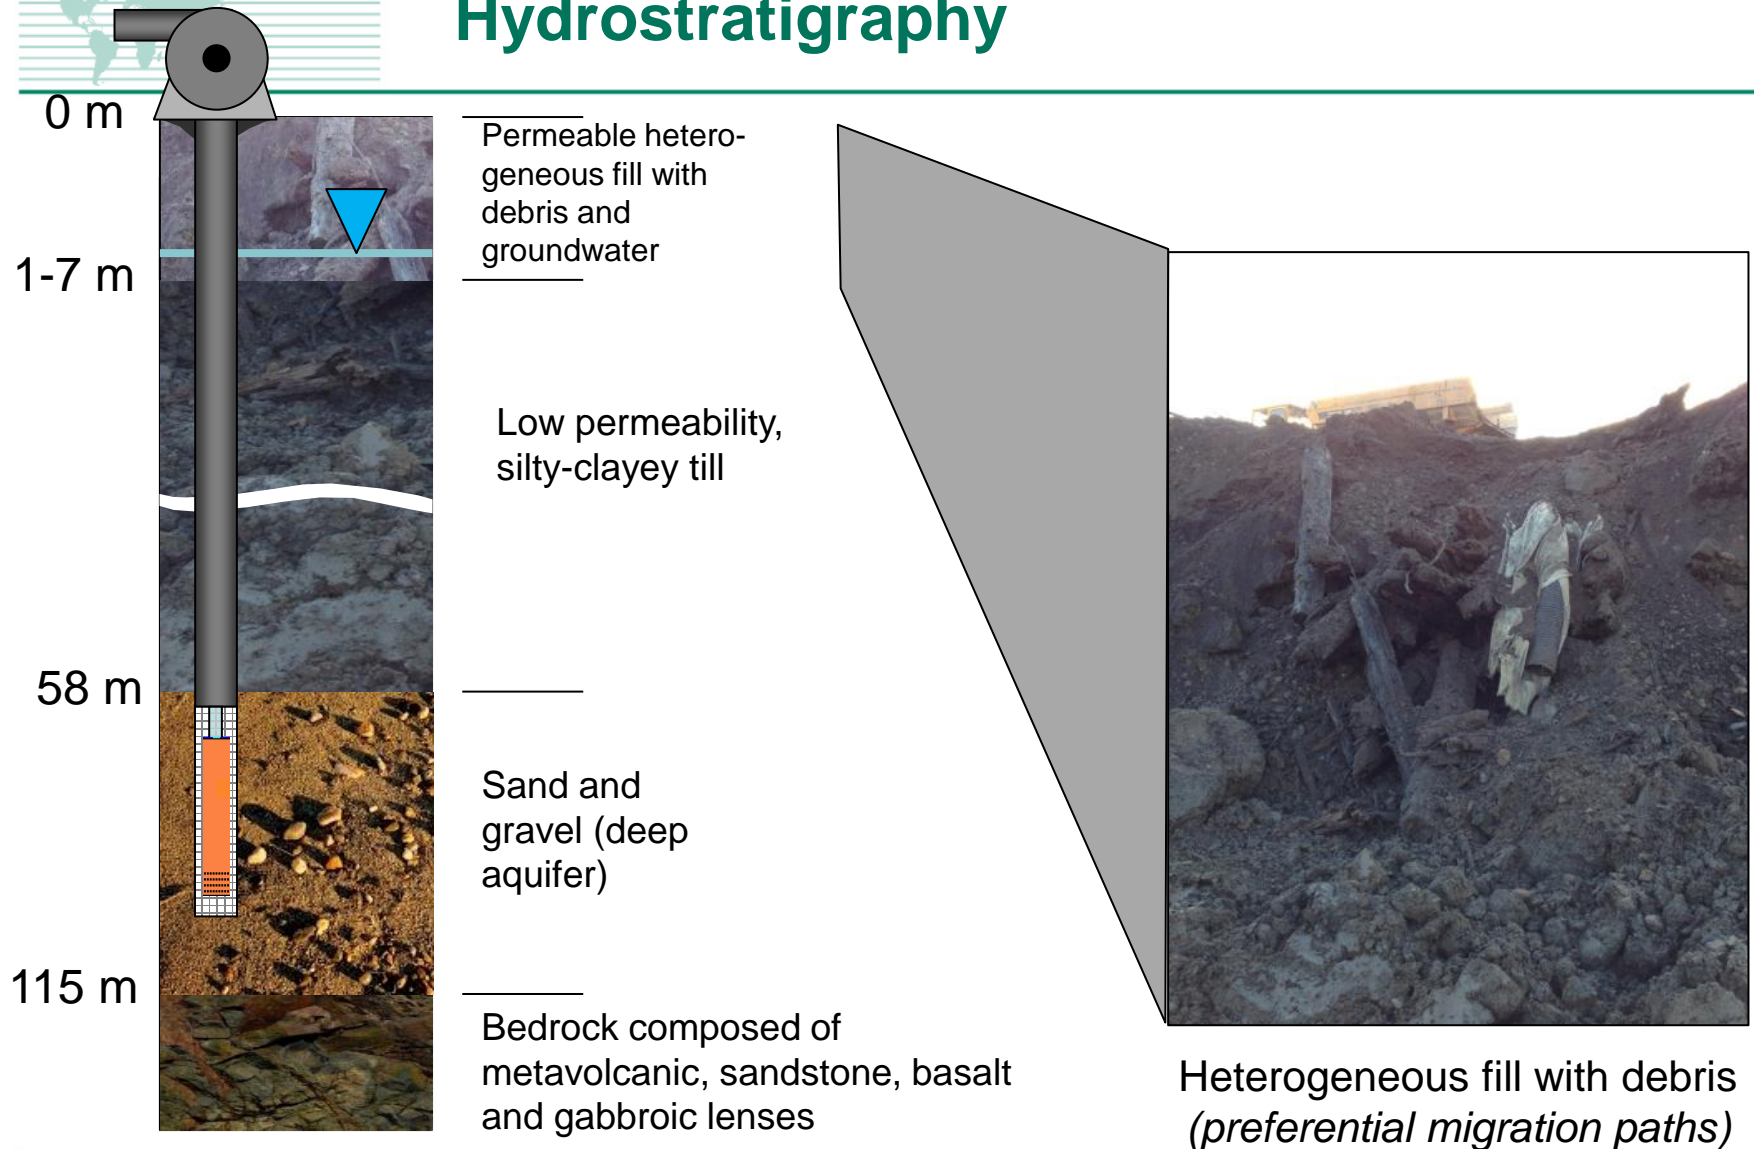 Hydrostratigraphy
0 m
Permeable hetero-
geneous fill with
debris and
groundwater
1-7 m
Low permeability,
silty-clayey till
58 m
Sand and
gravel (deep
aquifer)
115 m
Bedrock composed of
metavolcanic, sandstone, basalt
and gabbroic lenses
Heterogeneous fill with debris
(preferential migration paths)